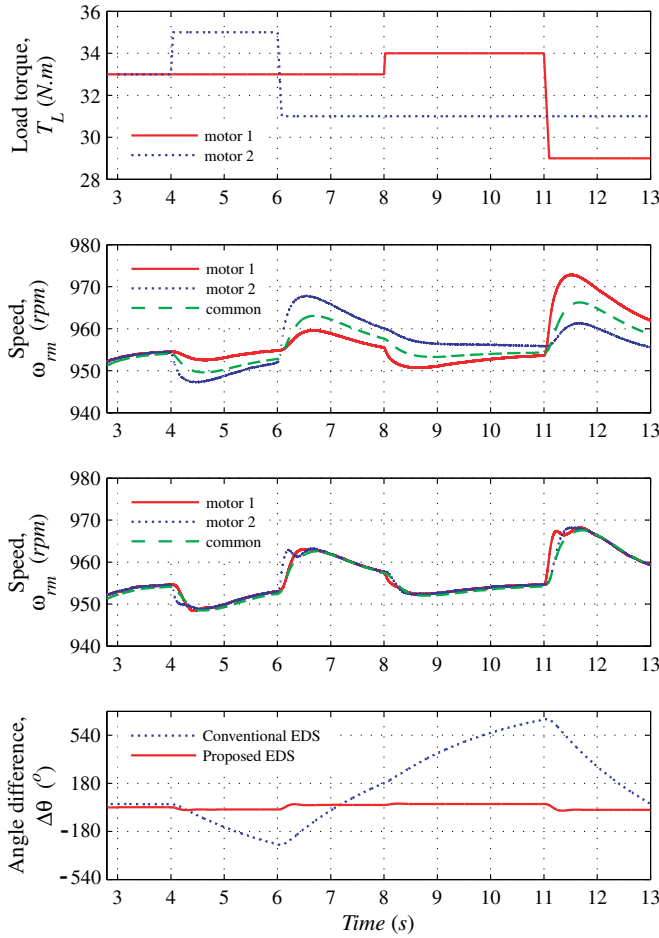 Load torque,
T_L (N.m)
36
34
32
30
28
motor 1
motor 2
3 4 5 6 7 8 9 10 11 12 13
Speed,
ω_rm (rpm)
980
970
960
950
940
motor 1
motor 2
common
3 4 5 6 7 8 9 10 11 12 13
Speed,
ω_rm (rpm)
980
970
960
950
940
motor 1
motor 2
common
3 4 5 6 7 8 9 10 11 12 13
Angle difference,
Δθ (°)
540
180
-180
-540
Conventional EDS
Proposed EDS
3 4 5 6 7 8 9 10 11 12 13
Time (s)